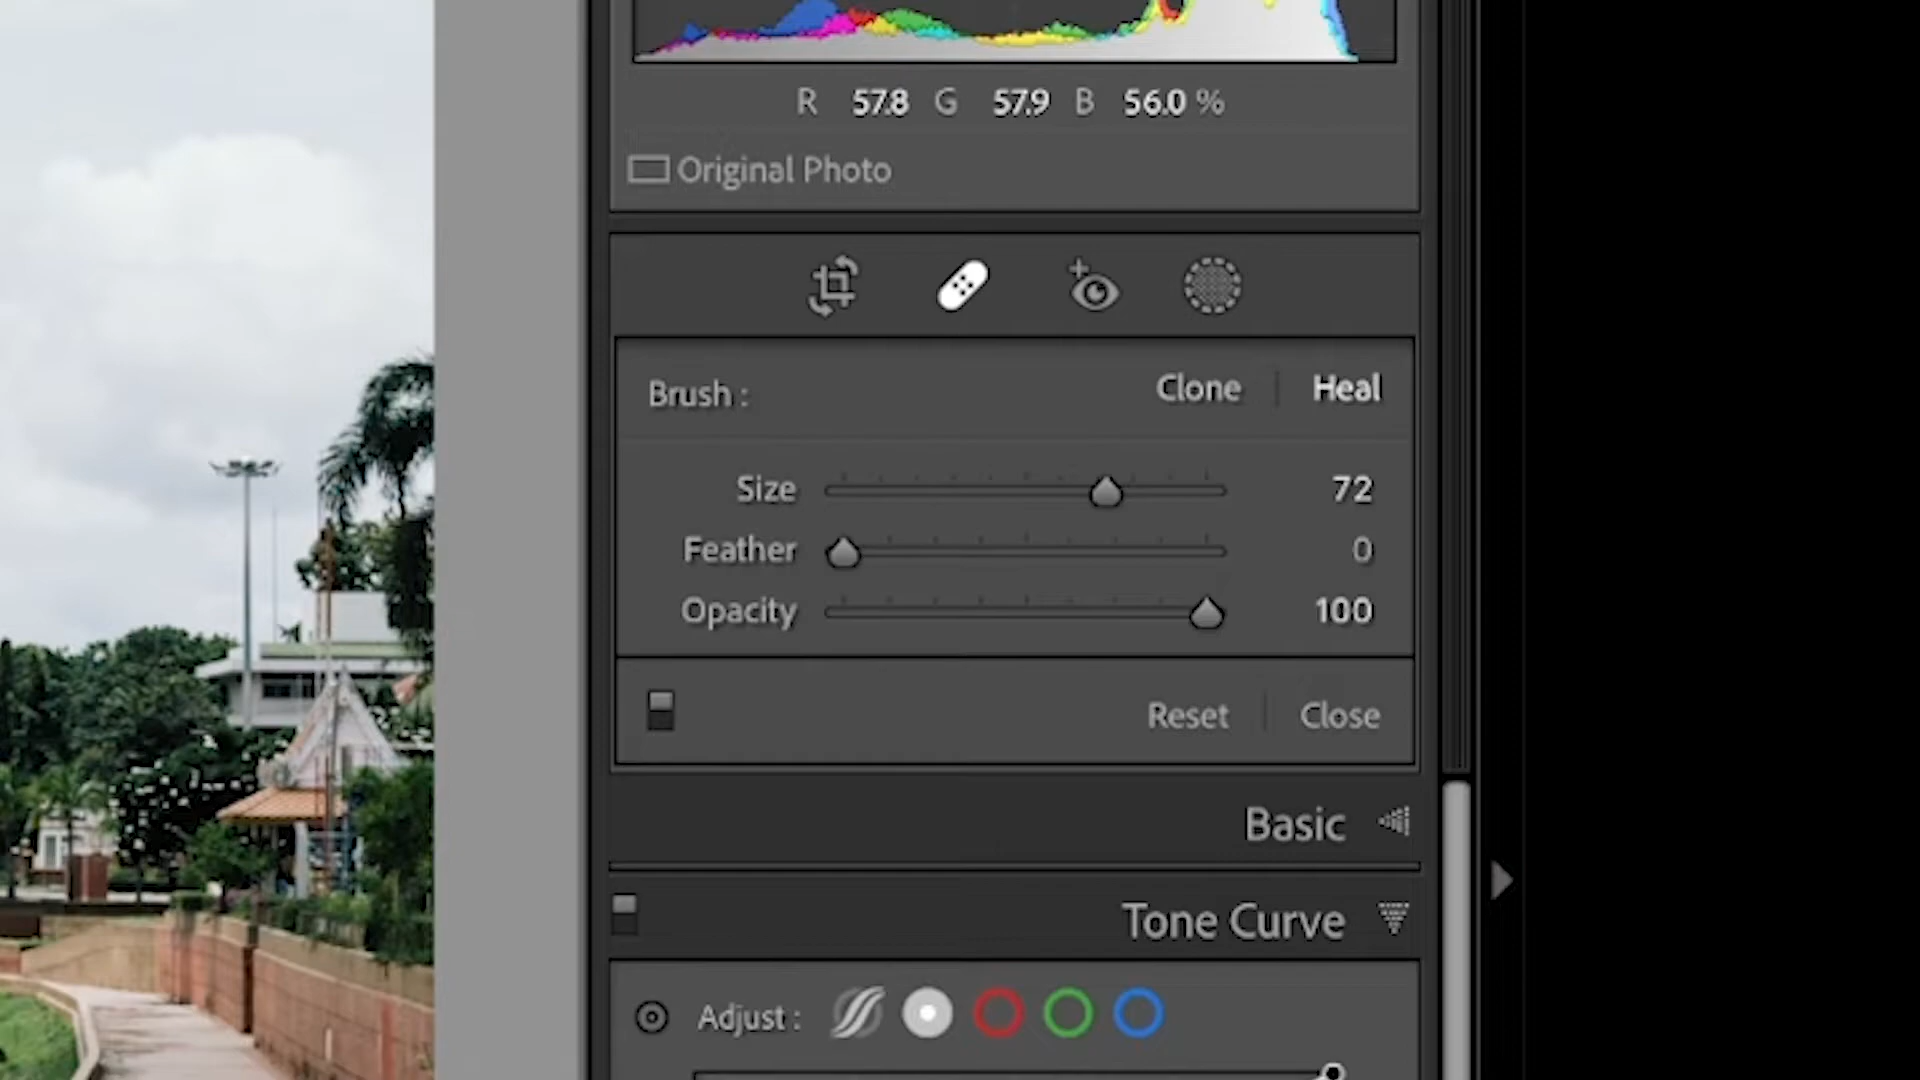 R 57.8 G 57.9 B 56.0 %
Original Photo
Brush : Clone Heal
Size 72
Feather 0
Opacity 100
Reset Close
Basic
Tone Curve
Adjust :